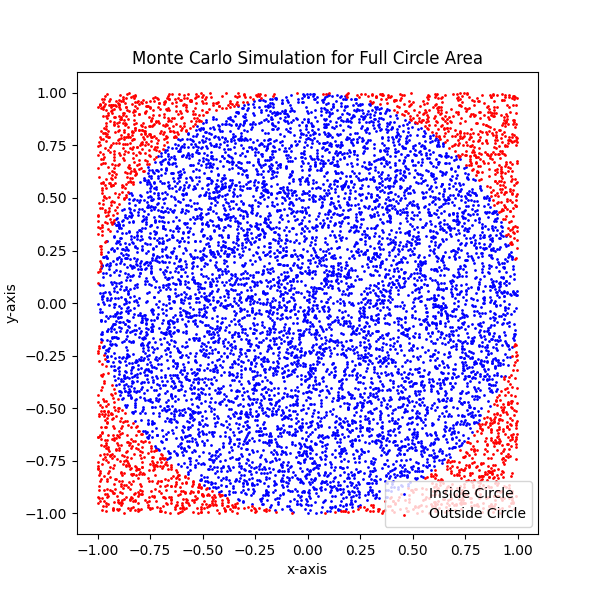 Monte Carlo Simulation for Full Circle Area
1.00
0.75
0.50
0.25
0.00
−0.25
−0.50
−0.75
−1.00
y-axis
Inside Circle
Outside Circle
−1.00 −0.75 −0.50 −0.25 0.00 0.25 0.50 0.75 1.00
x-axis